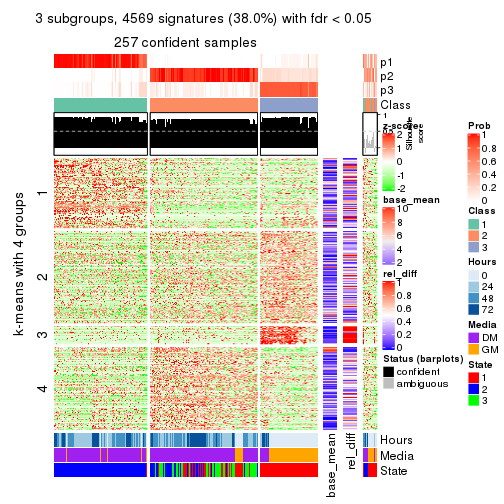 3 subgroups, 4569 signatures (38.0%) with fdr < 0.05
257 confident samples
p1
p2
p3
Class
1
Silhouette
score
z-score
2
1
0
-1
-2
base_mean
10
8
6
4
2
rel_diff
1
0.8
0.6
0.4
0.2
0
Status (barplots)
confident
ambiguous
Prob
1
0.8
0.6
0.4
0.2
0
Class
1
2
3
Hours
0
24
48
72
Media
DM
GM
State
1
2
3
k-means with 4 groups
1
2
3
4
Hours
Media
State
base_mean
rel_diff